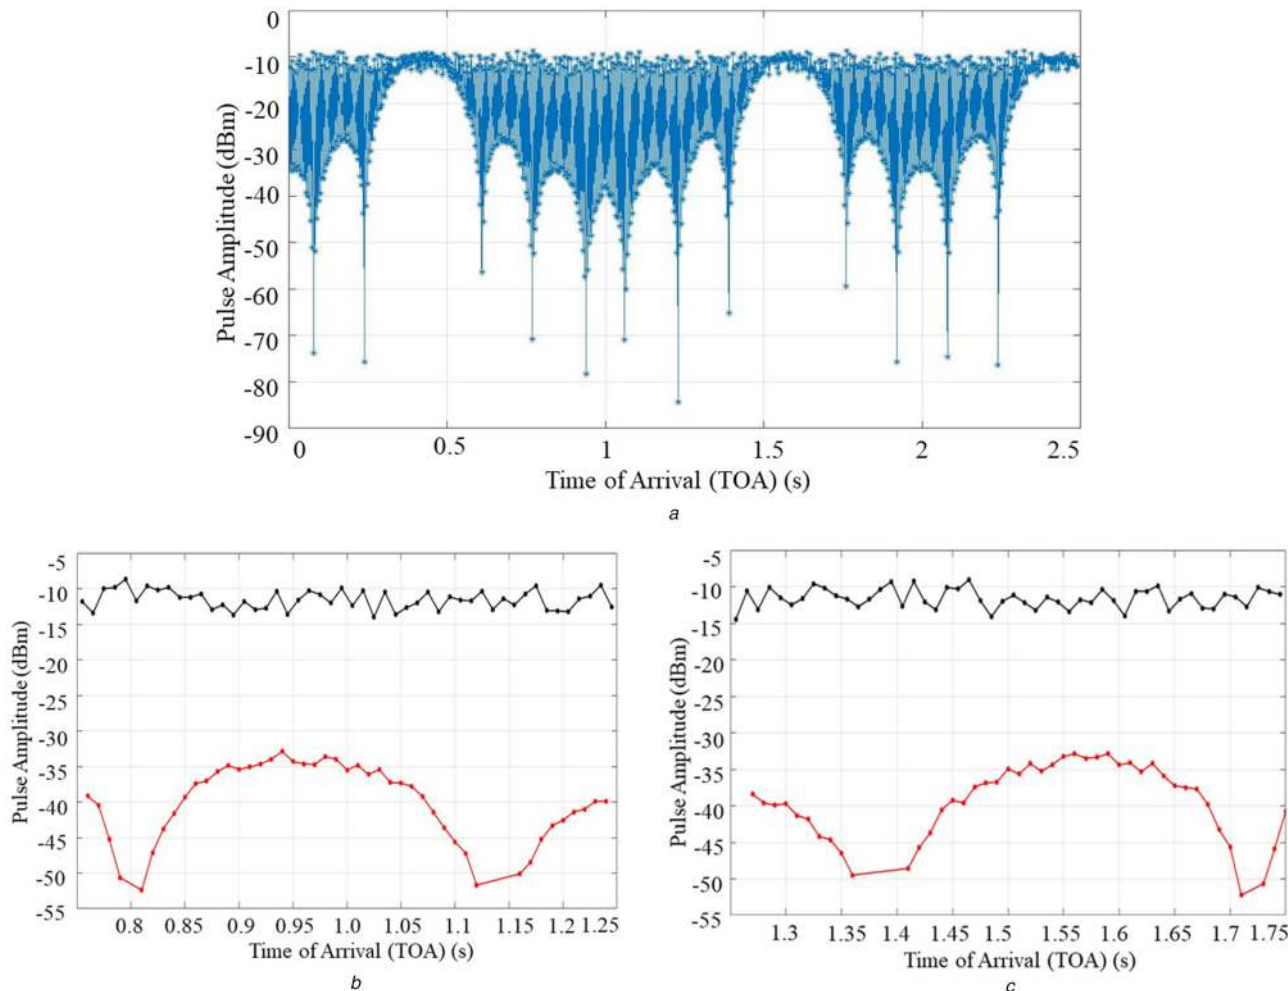 0
-10
-20
-30
-40
-50
-60
-70
-80
-90
Pulse Amplitude (dBm)
0 0.5 1 1.5 2 2.5
Time of Arrival (TOA) (s)
a
-5
-10
-15
-20
-25
-30
-35
-40
-45
-50
-55
Pulse Amplitude (dBm)
0.8 0.85 0.9 0.95 1.0 1.05 1.1 1.15 1.2 1.25
Time of Arrival (TOA) (s)
b
-5
-10
-15
-20
-25
-30
-35
-40
-45
-50
-55
Pulse Amplitude (dBm)
1.3 1.35 1.4 1.45 1.5 1.55 1.6 1.65 1.7 1.75
Time of Arrival (TOA) (s)
c